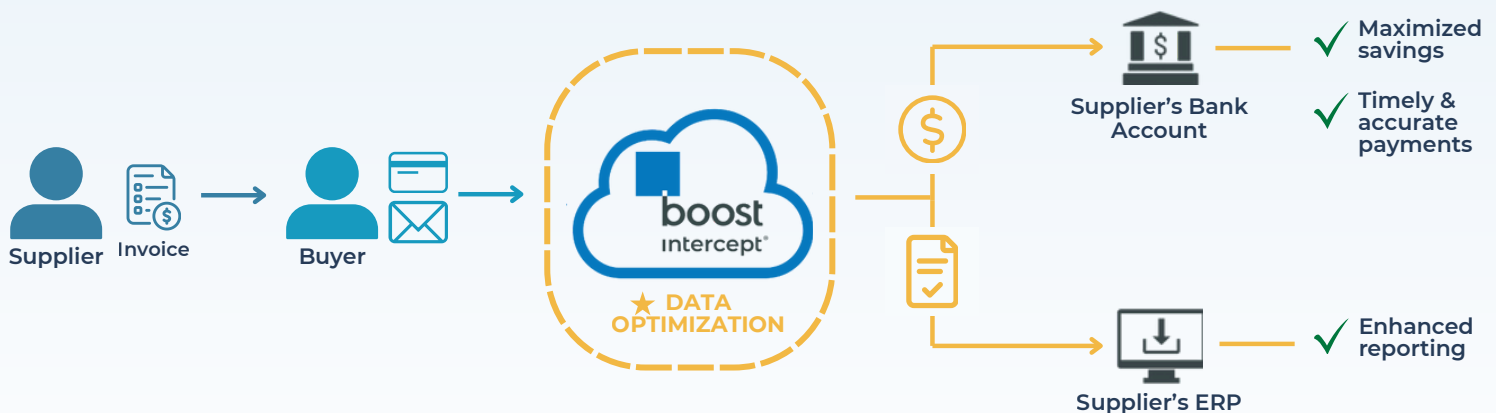 Supplier
Invoice
Buyer
boost
intercept®
★ DATA
OPTIMIZATION
$
$
Supplier's Bank
Account
Maximized
savings
Timely &
accurate
payments
$
Supplier's ERP
Enhanced
reporting